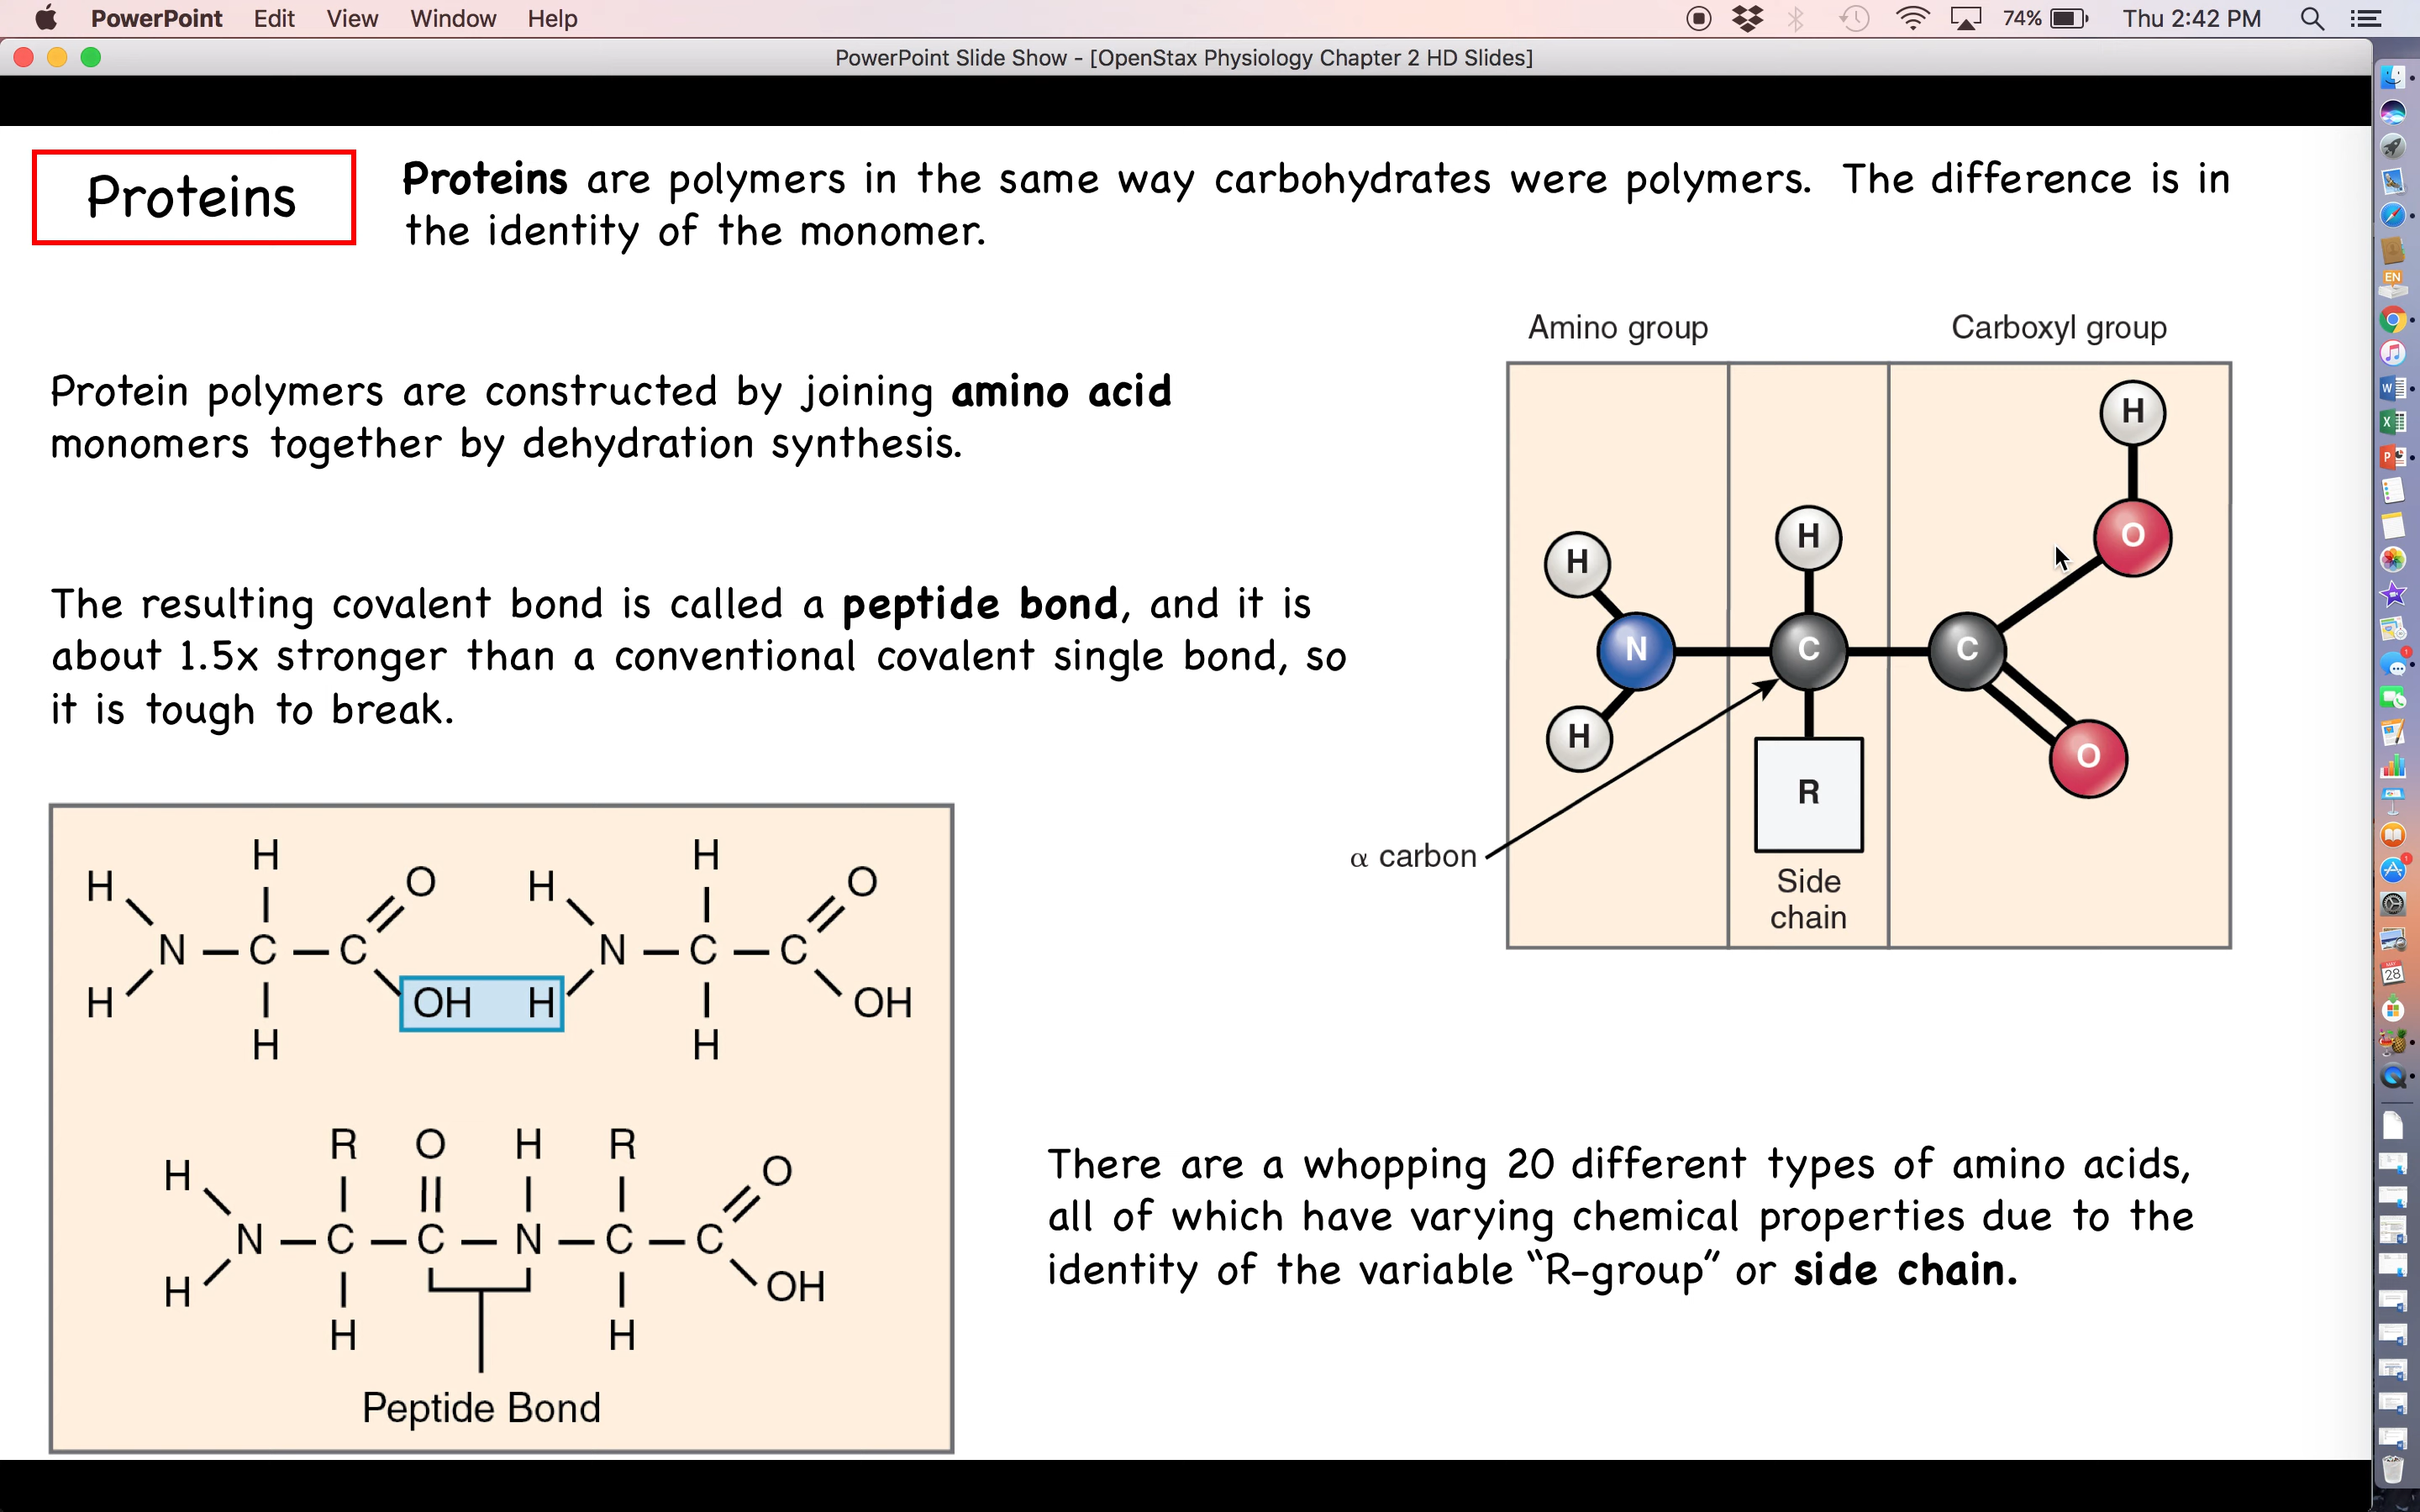 PowerPoint Edit View Window Help 74% Thu 2:42 PM
PowerPoint Slide Show - [OpenStax Physiology Chapter 2 HD Slides]
Proteins
Proteins are polymers in the same way carbohydrates were polymers. The difference is in
the identity of the monomer.
Protein polymers are constructed by joining amino acid
monomers together by dehydration synthesis.
The resulting covalent bond is called a peptide bond, and it is
about 1.5x stronger than a conventional covalent single bond, so
it is tough to break.
Amino group Carboxyl group
H
H H O
N C C
H O
R
α carbon
Side
chain
H H
H O H O
N C C N C C
H OH H OH
H H
R O H R
H O
N C C N C C
H OH
H H
Peptide Bond
There are a whopping 20 different types of amino acids,
all of which have varying chemical properties due to the
identity of the variable “R-group” or side chain.
EN
28